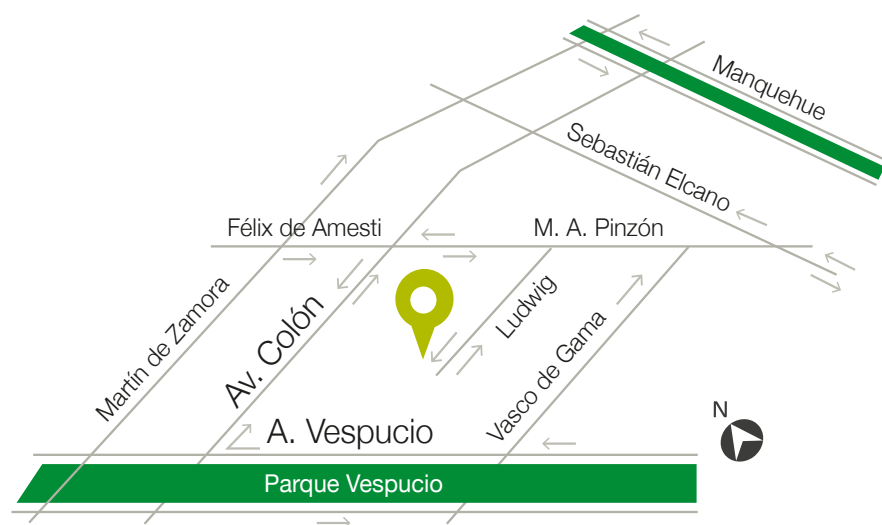 Manquehue
Sebastián Elcano
Félix de Amesti
M. A. Pinzón
Martín de Zamora
Av. Colón
Ludwig
Vasco de Gama
A. Vespucio
N
Parque Vespucio